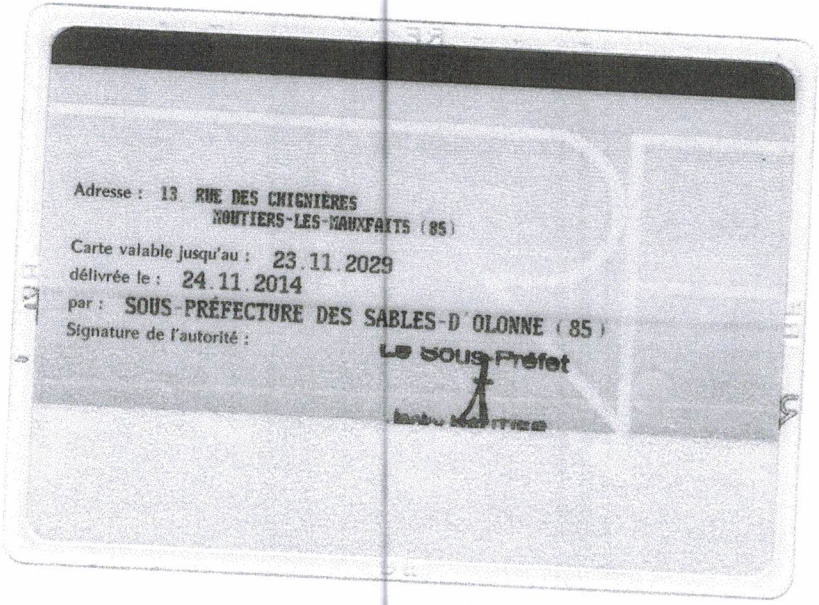 Adresse : 13 RUE DES CHIGNIÈRES
MOUTIERS-LES-MAUXFAITS (85)
Carte valable jusqu'au : 23.11.2029
délivrée le : 24.11.2014
par : SOUS-PRÉFECTURE DES SABLES-D'OLONNE (85)
Signature de l'autorité :
Le Sous-Préfet